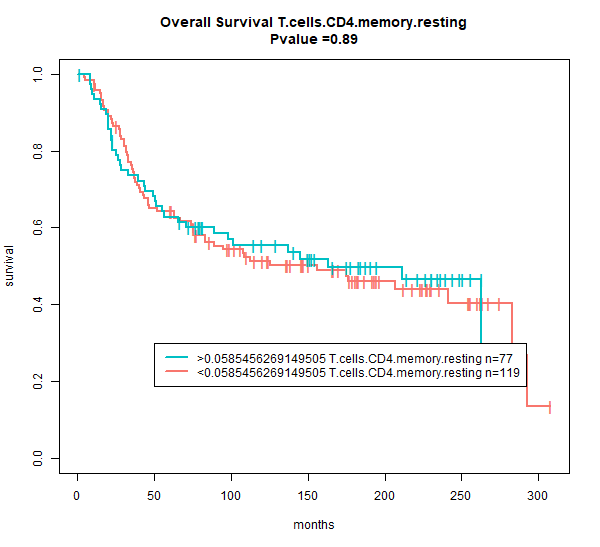 Overall Survival T.cells.CD4.memory.resting
Pvalue =0.89
survival
1.0
0.8
0.6
0.4
0.2
0.0
>0.0585456269149505 T.cells.CD4.memory.resting n=77
<0.0585456269149505 T.cells.CD4.memory.resting n=119
0 50 100 150 200 250 300
months